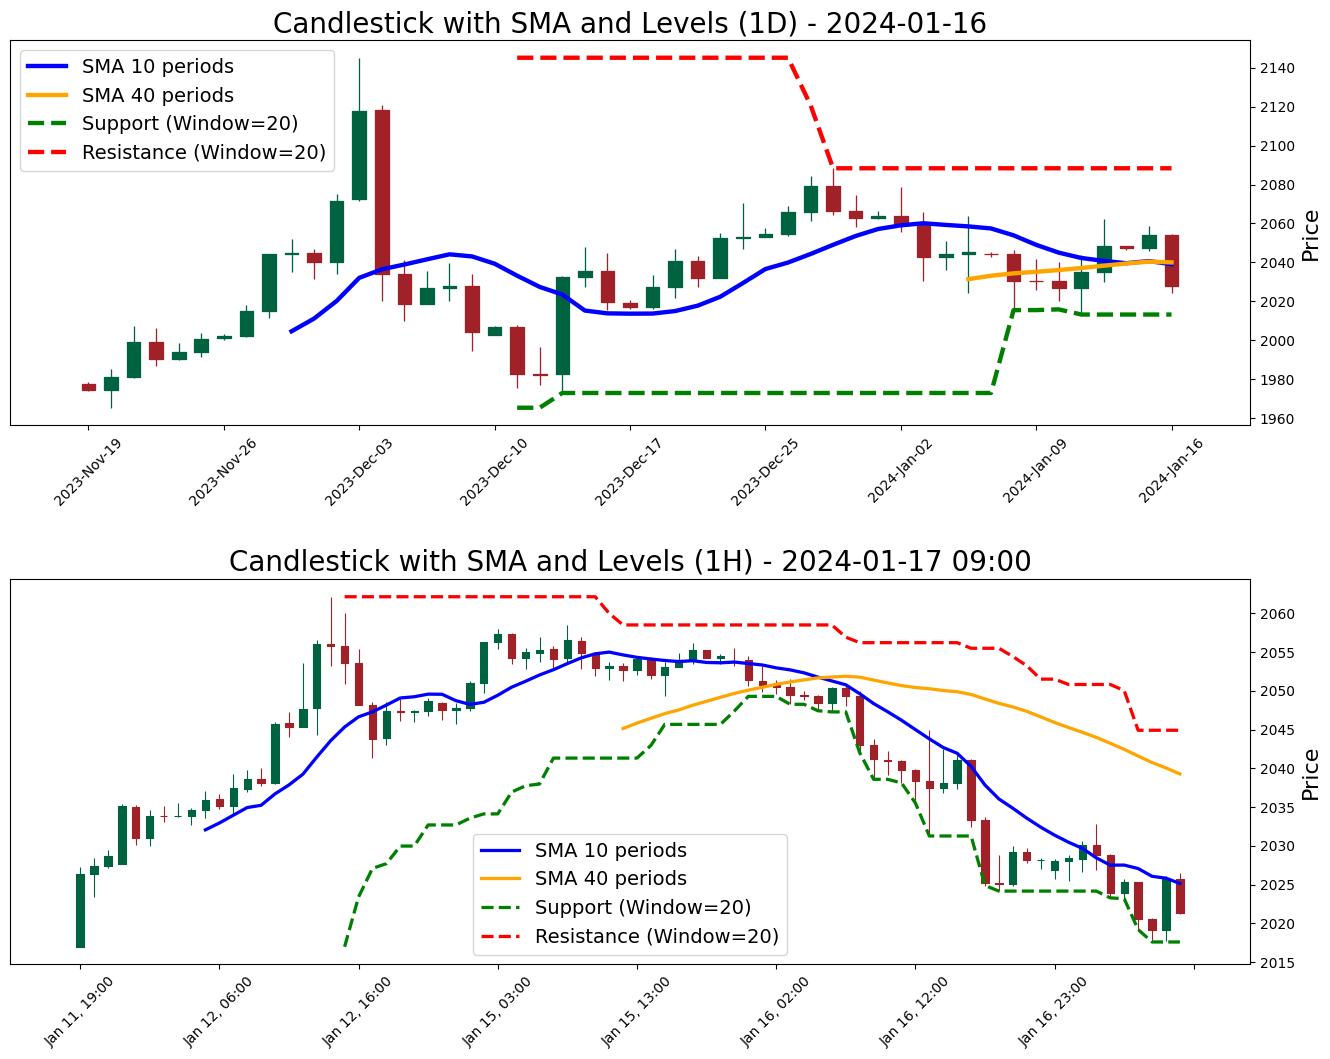 Candlestick with SMA and Levels (1D) - 2024-01-16
SMA 10 periods
SMA 40 periods
Support (Window=20)
Resistance (Window=20)
2140
2120
2100
2080
2060
2040
2020
2000
1980
1960
Price
2023-Nov-19
2023-Nov-26
2023-Dec-03
2023-Dec-10
2023-Dec-17
2023-Dec-25
2024-Jan-02
2024-Jan-09
2024-Jan-16
Candlestick with SMA and Levels (1H) - 2024-01-17 09:00
2060
2055
2050
2045
2040
2035
2030
2025
2020
2015
Price
SMA 10 periods
SMA 40 periods
Support (Window=20)
Resistance (Window=20)
Jan 11, 19:00
Jan 12, 06:00
Jan 12, 16:00
Jan 15, 03:00
Jan 15, 13:00
Jan 16, 02:00
Jan 16, 12:00
Jan 16, 23:00